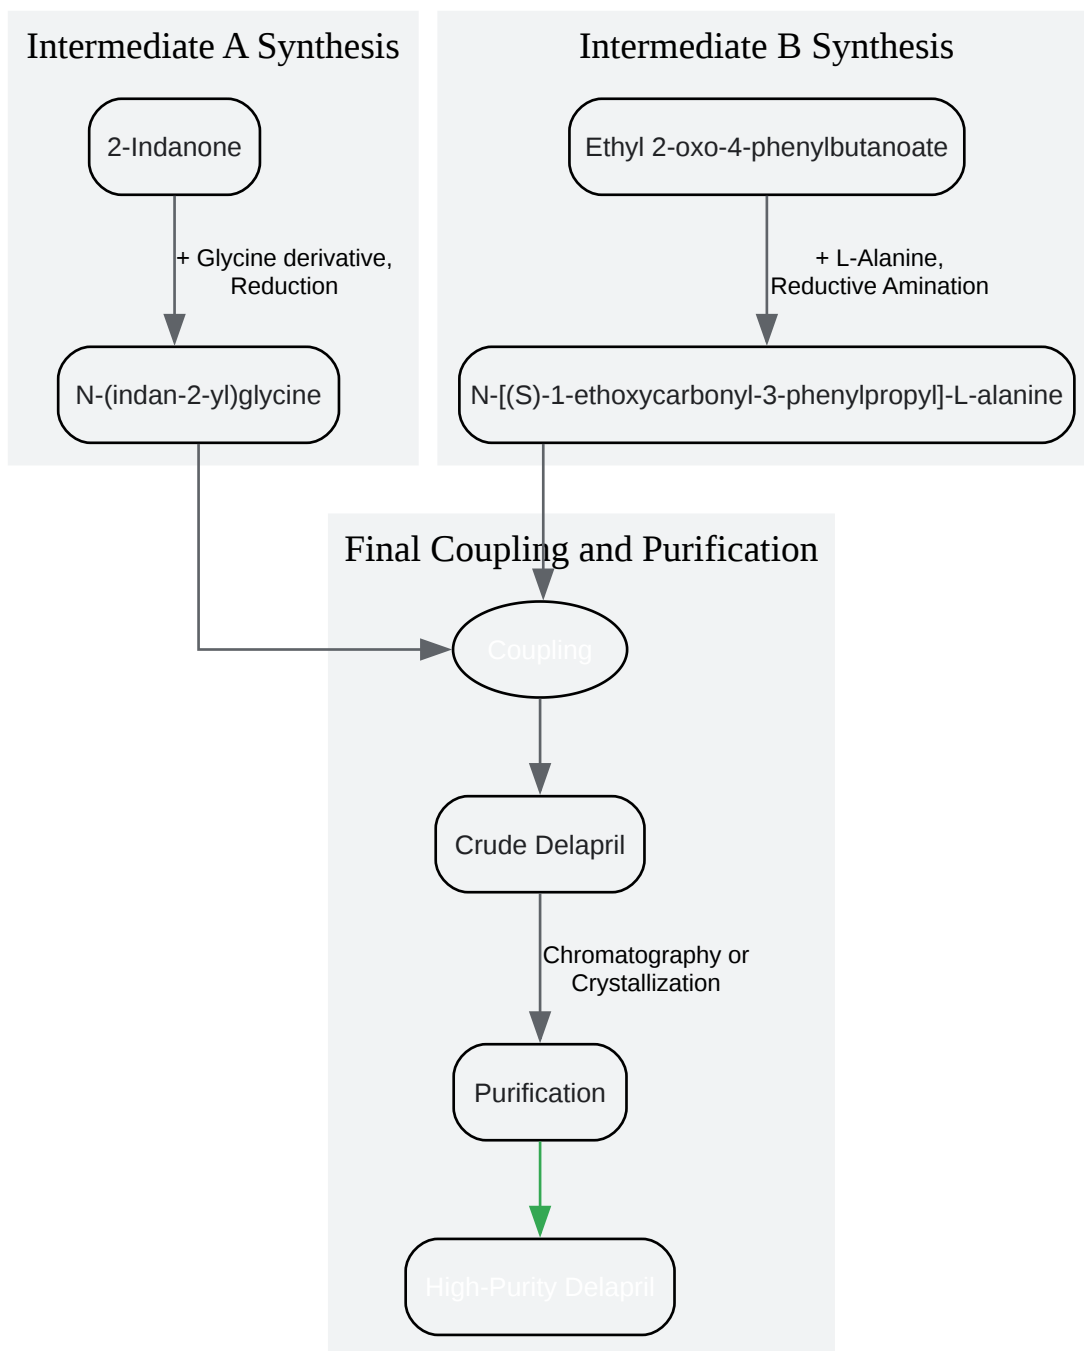 Intermediate A Synthesis
2-Indanone
+ Glycine derivative,
Reduction
N-(indan-2-yl)glycine
Intermediate B Synthesis
Ethyl 2-oxo-4-phenylbutanoate
+ L-Alanine,
Reductive Amination
N-[(S)-1-ethoxycarbonyl-3-phenylpropyl]-L-alanine
Final Coupling and Purification
Coupling
Crude Delapril
Chromatography or
Crystallization
Purification
High-Purity Delapril